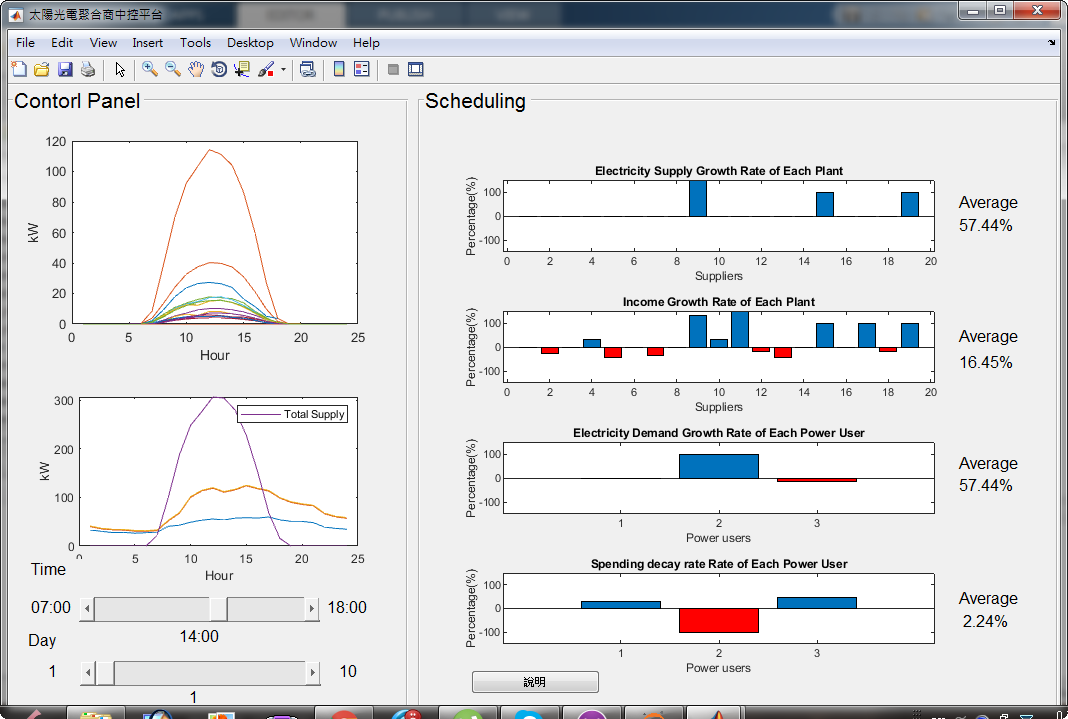 太陽光電聚合商中控平台
File Edit View Insert Tools Desktop Window Help
Contorl Panel
120
100
80
60
40
20
0
kW
0 5 10 15 20 25
Hour
300
200
100
0
kW
Total Supply
5 10 15 20 25
Hour
Time
07:00 18:00
14:00
Day
1 10
1
Scheduling
Electricity Supply Growth Rate of Each Plant
Percentage(%)
100
0
-100
0 2 4 6 8 10 12 14 16 18 20
Suppliers
Average
57.44%
Income Growth Rate of Each Plant
Percentage(%)
100
0
-100
0 2 4 6 8 10 12 14 16 18 20
Suppliers
Average
16.45%
Electricity Demand Growth Rate of Each Power User
Percentage(%)
100
0
-100
1 2 3
Power users
Average
57.44%
Spending decay rate Rate of Each Power User
Percentage(%)
100
0
-100
1 2 3
Power users
Average
2.24%
說明